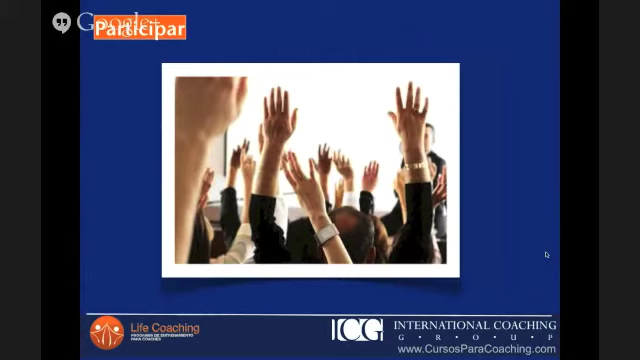 Google+
Participar
Life Coaching
PROGRAMA DE ENTRENAMIENTO
PARA COACHES
ICG
INTERNATIONAL COACHING
G · R · O · U · P
www.CursosParaCoaching.com